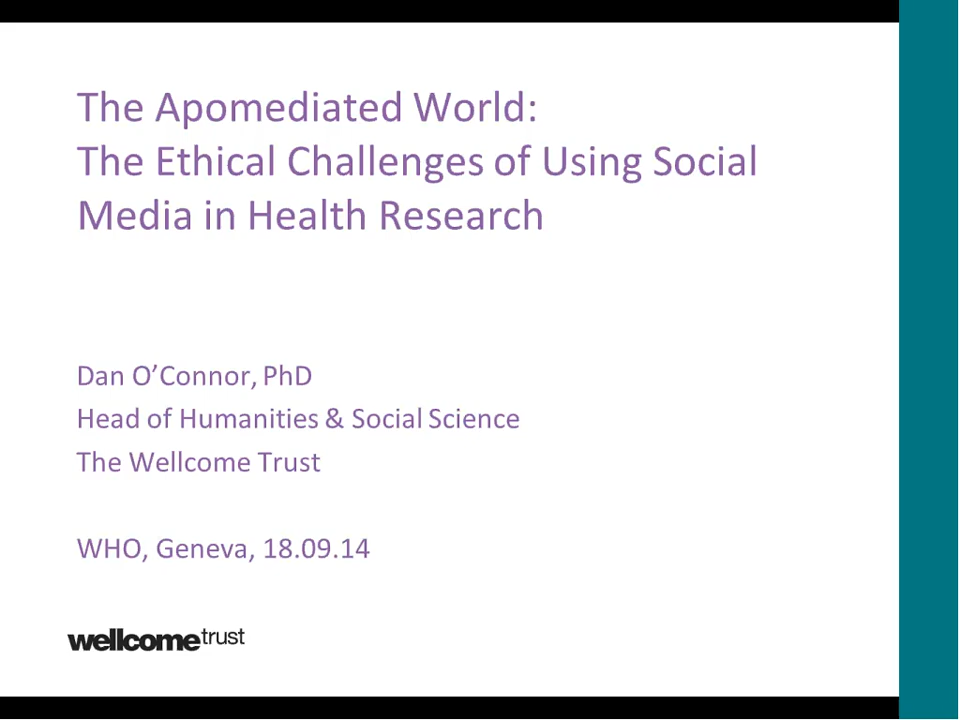 The Apomediated World:
The Ethical Challenges of Using Social
Media in Health Research
Dan O’Connor, PhD
Head of Humanities & Social Science
The Wellcome Trust
WHO, Geneva, 18.09.14
wellcometrust